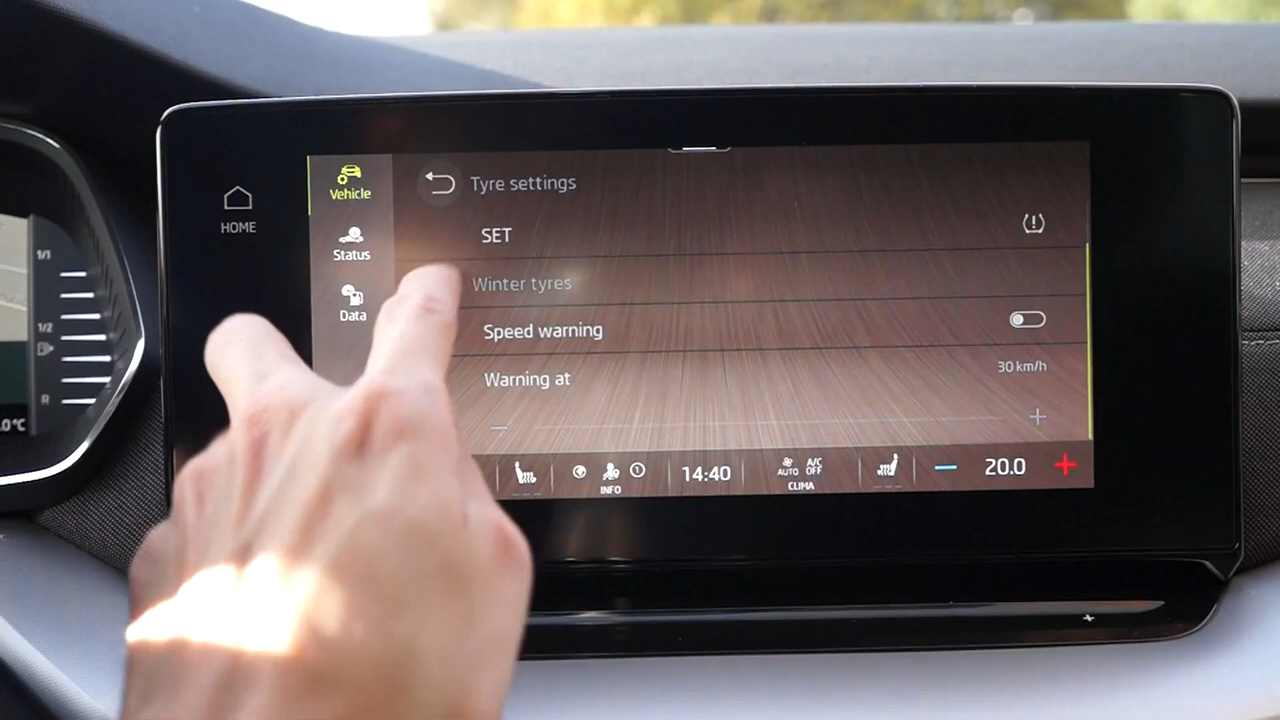 HOME
Vehicle
Status
Data
Tyre settings
SET
Winter tyres
Speed warning
Warning at
30 km/h
1/1
1/2
R
.0°C
INFO
1
14:40
AUTO
A/C
OFF
CLIMA
20.0